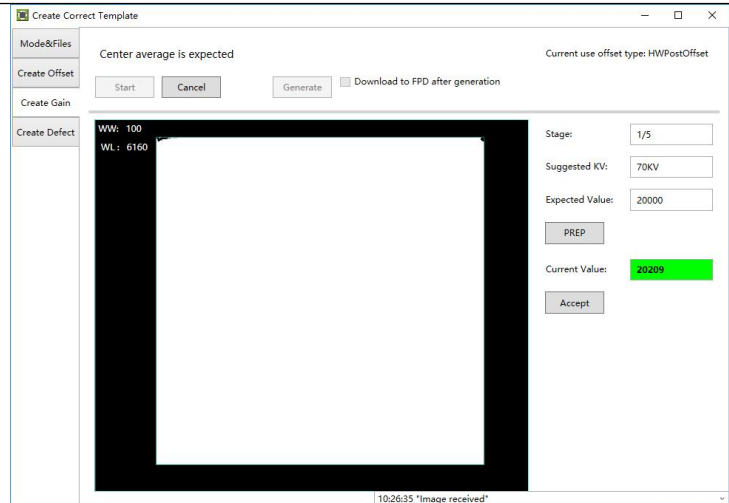 Create Correct Template
Mode&Files
Create Offset
Create Gain
Create Defect
Center average is expected
Current use offset type: HWPostOffset
Start
Cancel
Generate
Download to FPD after generation
WW: 100
WL: 6160
Stage:
1/5
Suggested KV:
70KV
Expected Value:
20000
PREP
Current Value:
20209
Accept
10:26:35 "Image received"